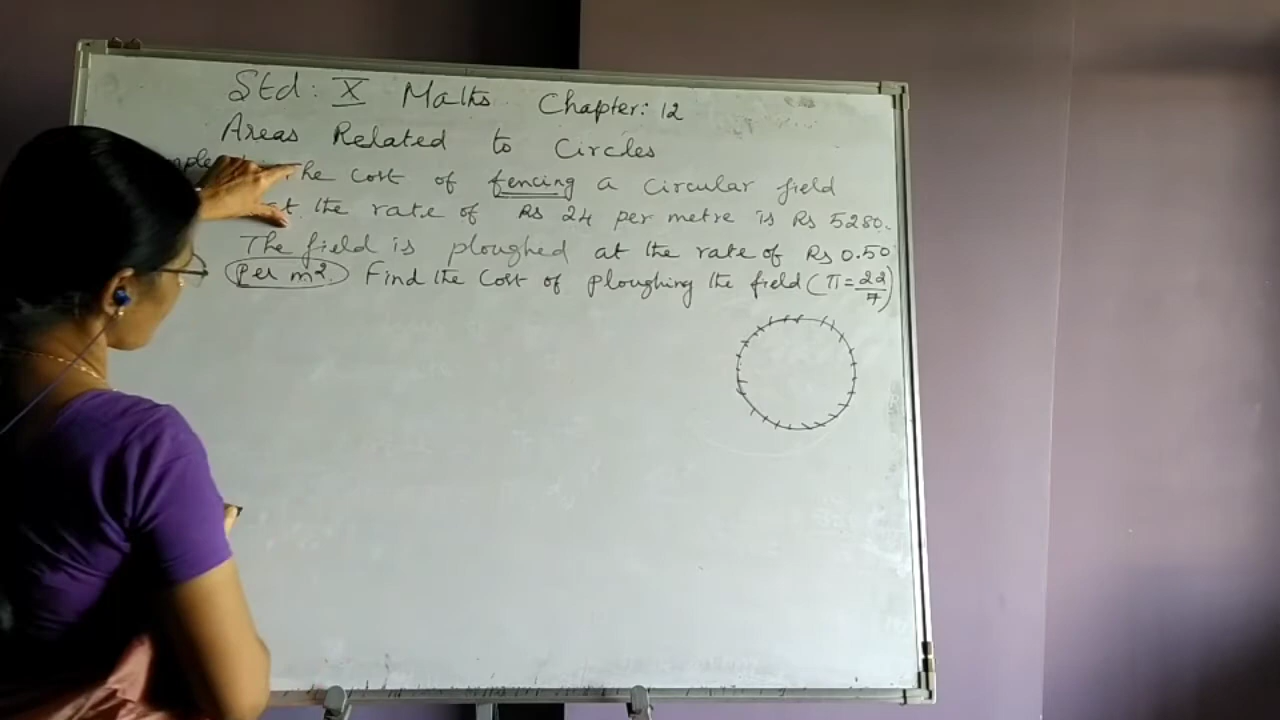 Std: X Maths Chapter: 12
Areas Related to Circles
The cost of fencing a circular field
at the rate of Rs 24 per metre is Rs 5280.
The field is ploughed at the rate of Rs 0.50
per m². Find the cost of ploughing the field (π = 22/7)